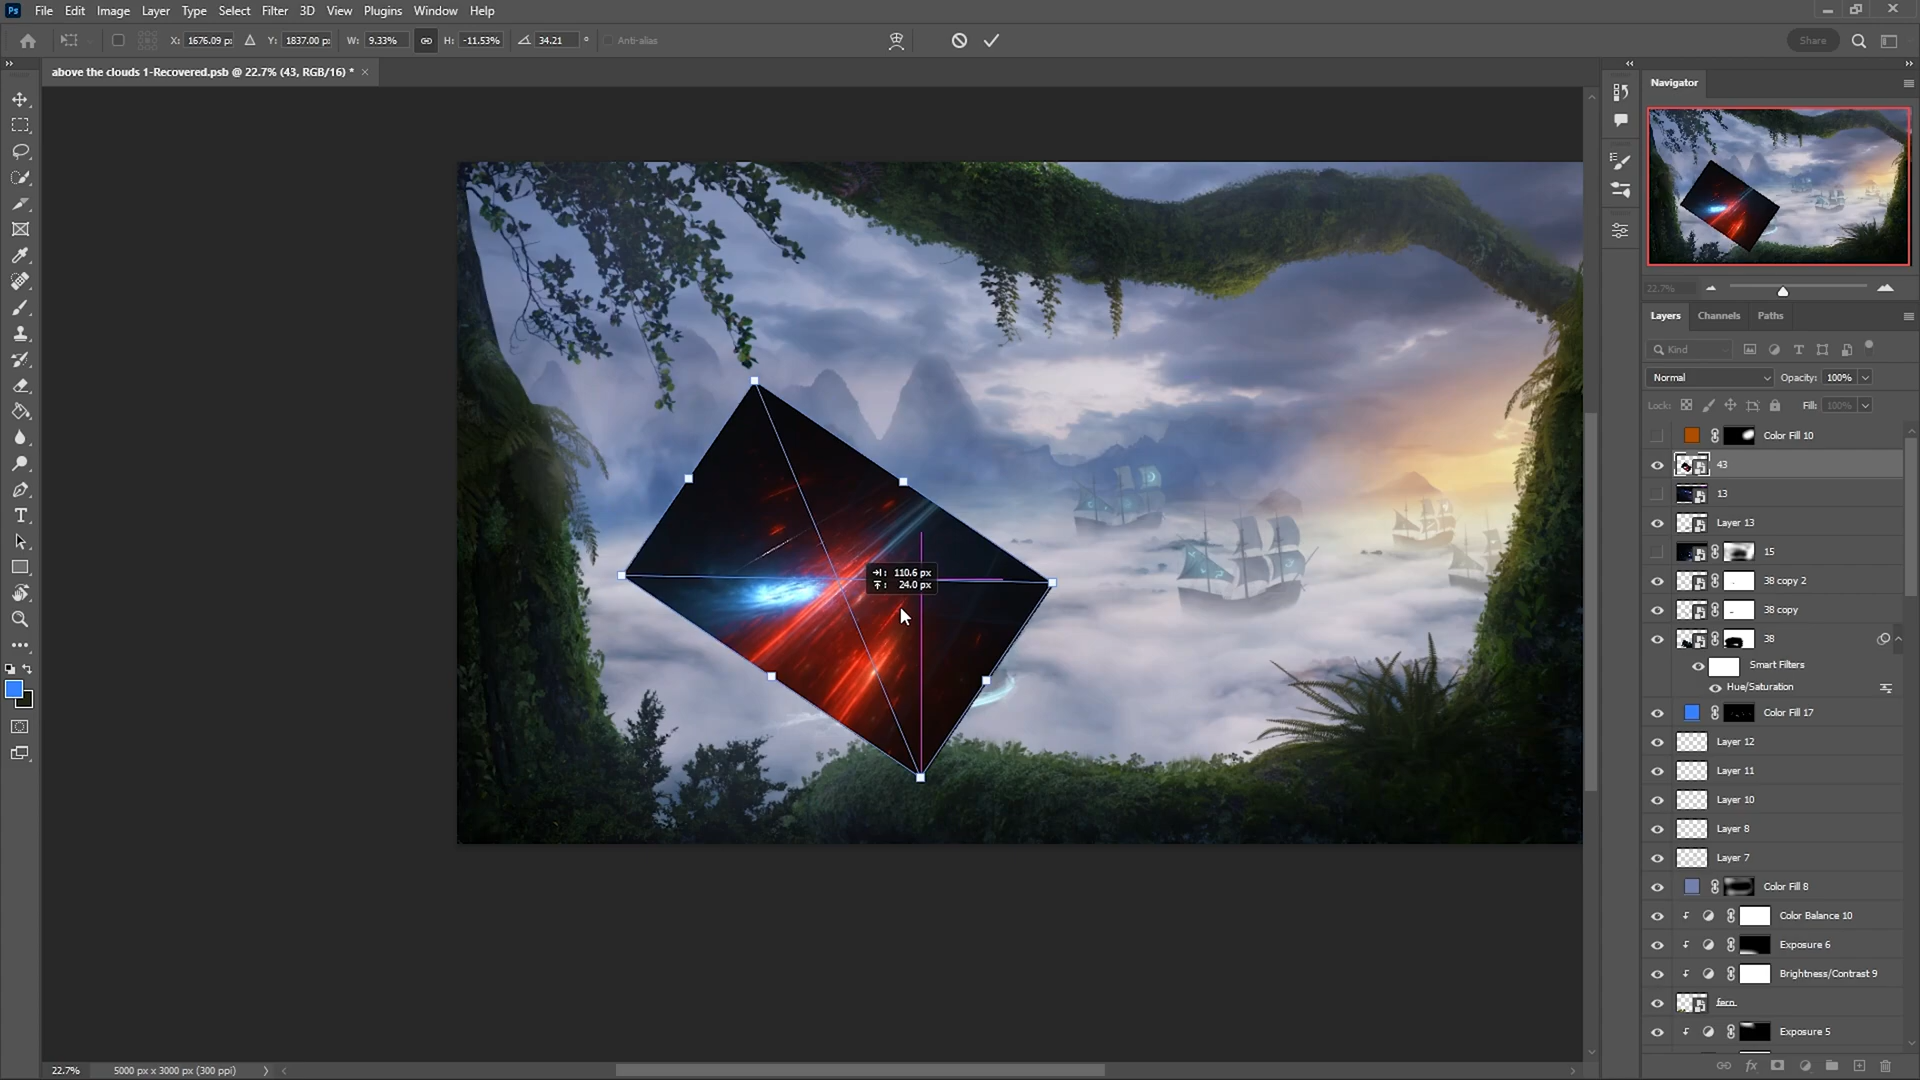 Ps File Edit Image Layer Type Select Filter 3D View Plugins Window Help
X: 1676.09 px Y: 1837.00 px W: 9.33% H: -11.53% 34.21 ° Anti-alias Share
above the clouds 1-Recovered.psb @ 22.7% (43, RGB/16) * ×
Navigator
22.7%
Layers Channels Paths
Kind
Normal Opacity: 100%
Lock: Fill: 100%
Color Fill 10
43
13
Layer 13
15
38 copy 2
38 copy
38
Smart Filters
Hue/Saturation
Color Fill 17
Layer 12
Layer 11
Layer 10
Layer 8
Layer 7
Color Fill 8
Color Balance 10
Exposure 6
Brightness/Contrast 9
fern
Exposure 5
110.6 px
24.0 px
22.7% 5000 px x 3000 px (300 ppi)